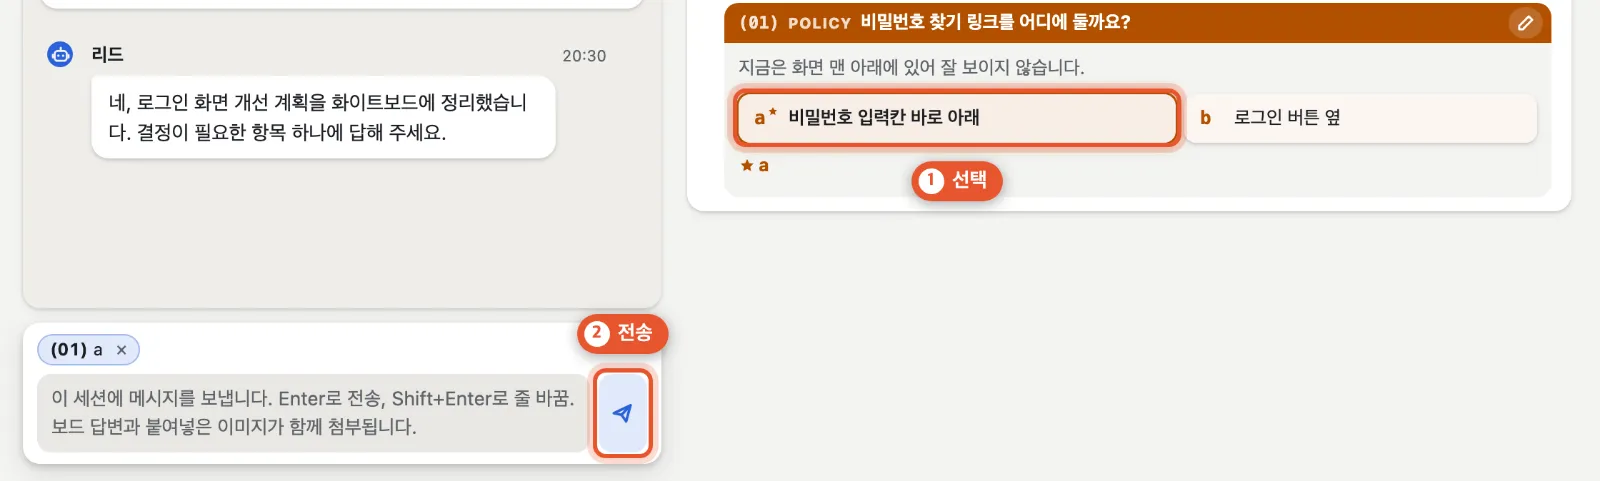 리드 20:30
네, 로그인 화면 개선 계획을 화이트보드에 정리했습니
다. 결정이 필요한 항목 하나에 답해 주세요.
(01) a ×
2 전송
이 세션에 메시지를 보냅니다. Enter로 전송, Shift+Enter로 줄 바꿈.
보드 답변과 붙여넣은 이미지가 함께 첨부됩니다.
(01) POLICY 비밀번호 찾기 링크를 어디에 둘까요?
지금은 화면 맨 아래에 있어 잘 보이지 않습니다.
a★ 비밀번호 입력칸 바로 아래
b 로그인 버튼 옆
★ a
1 선택